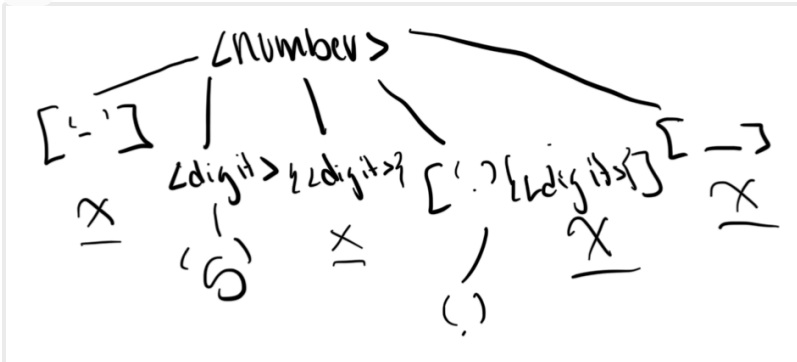 <number>
['-'] <digit> {<digit>} ['.'{<digit>}] [ _ ]
x '5' x x x
'.'